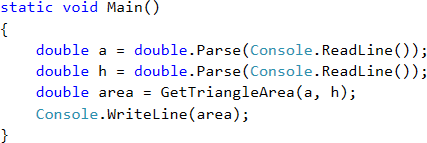 static void Main()
{
    double a = double.Parse(Console.ReadLine());
    double h = double.Parse(Console.ReadLine());
    double area = GetTriangleArea(a, h);
    Console.WriteLine(area);
}